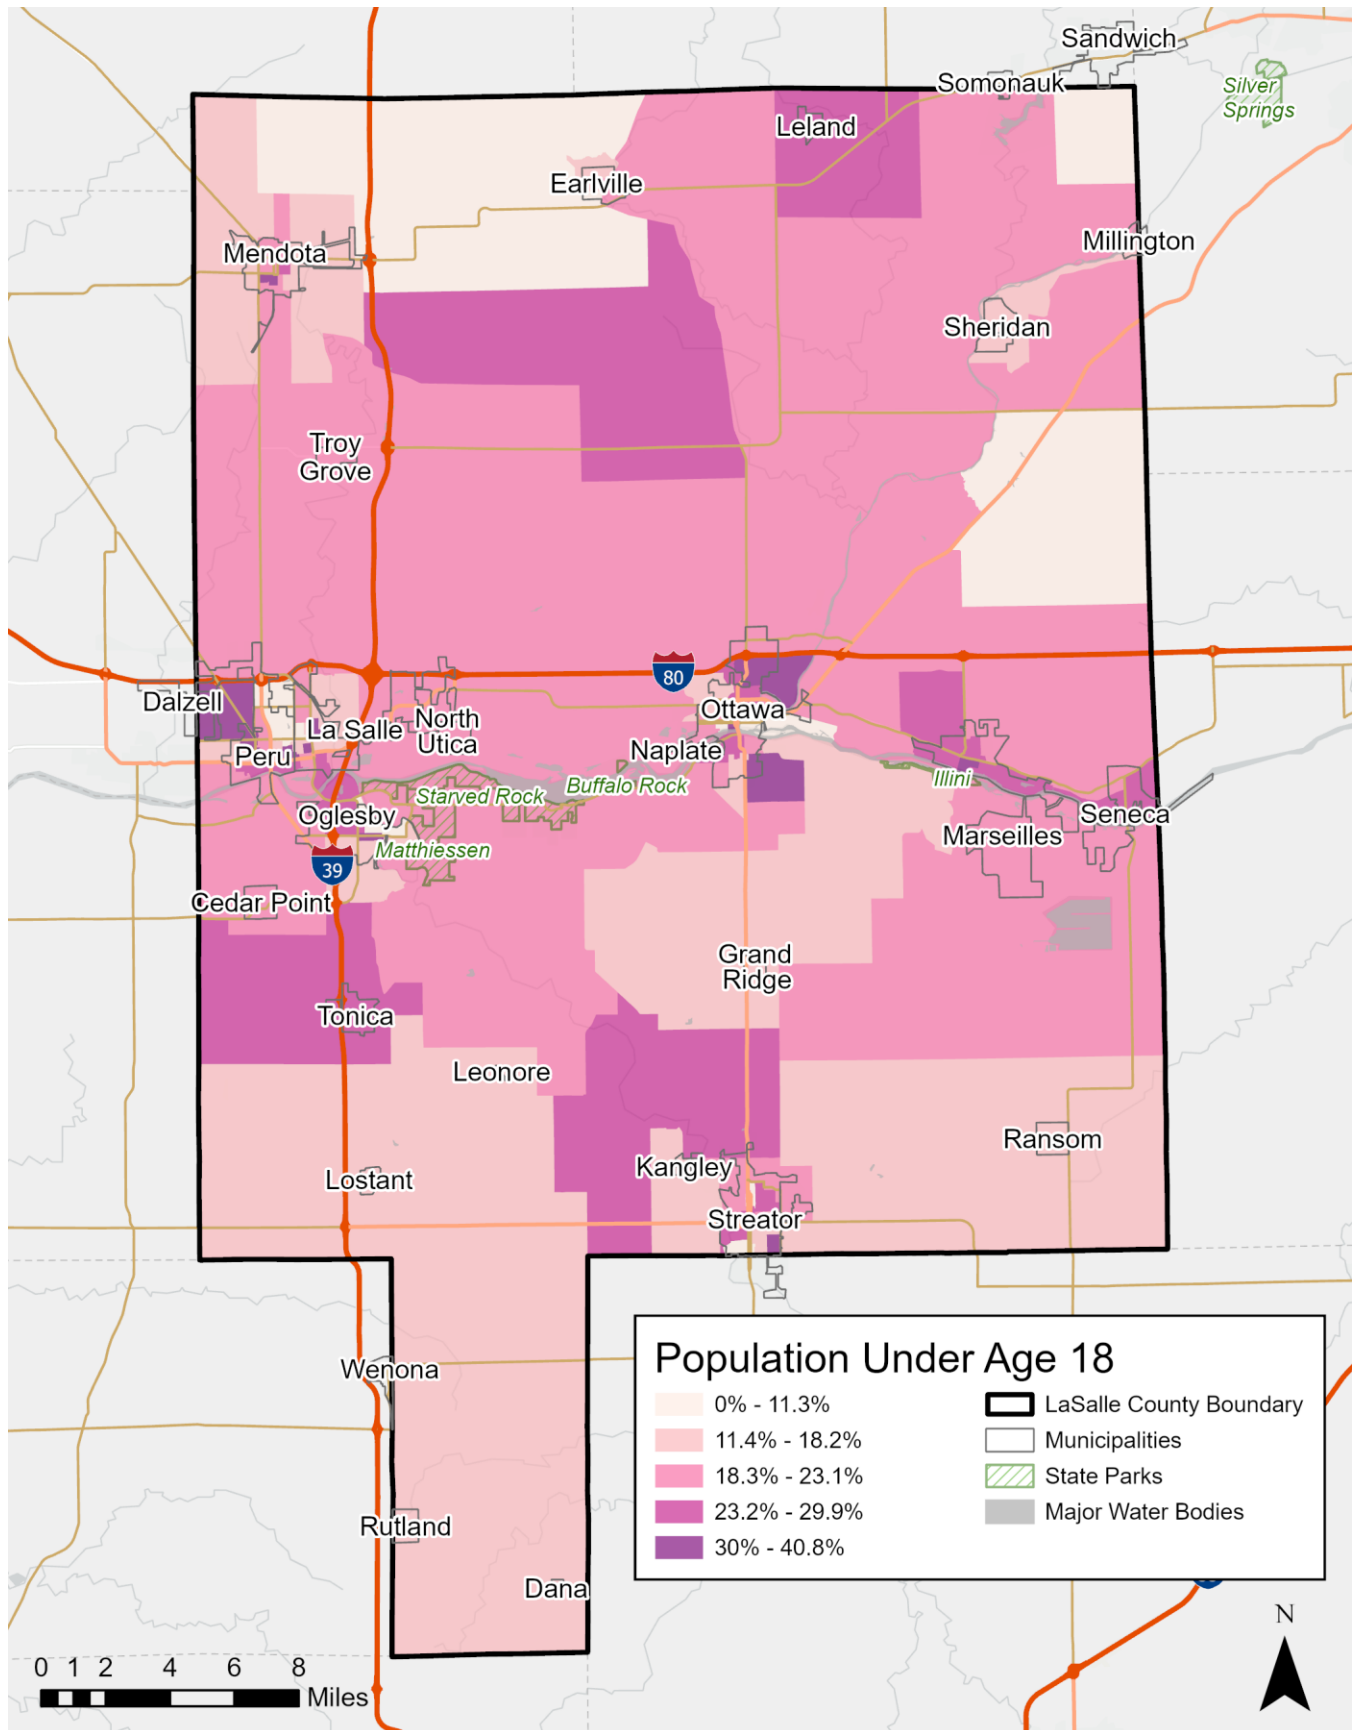 Sandwich
Somonauk
Silver
Springs
Leland
Earlville
Millington
Mendota
Sheridan
Troy
Grove
80
Dalzell
Ottawa
La Salle
North
Utica
Peru
Naplate
Buffalo Rock
Illini
Starved Rock
Oglesby
Seneca
Marseilles
Matthiessen
39
Cedar Point
Grand
Ridge
Tonica
Leonore
Ransom
Kangley
Lostant
Streator
Wenona
Rutland
Dana
Population Under Age 18
0% - 11.3%
11.4% - 18.2%
18.3% - 23.1%
23.2% - 29.9%
30% - 40.8%
LaSalle County Boundary
Municipalities
State Parks
Major Water Bodies
N
0 1 2 4 6 8
Miles